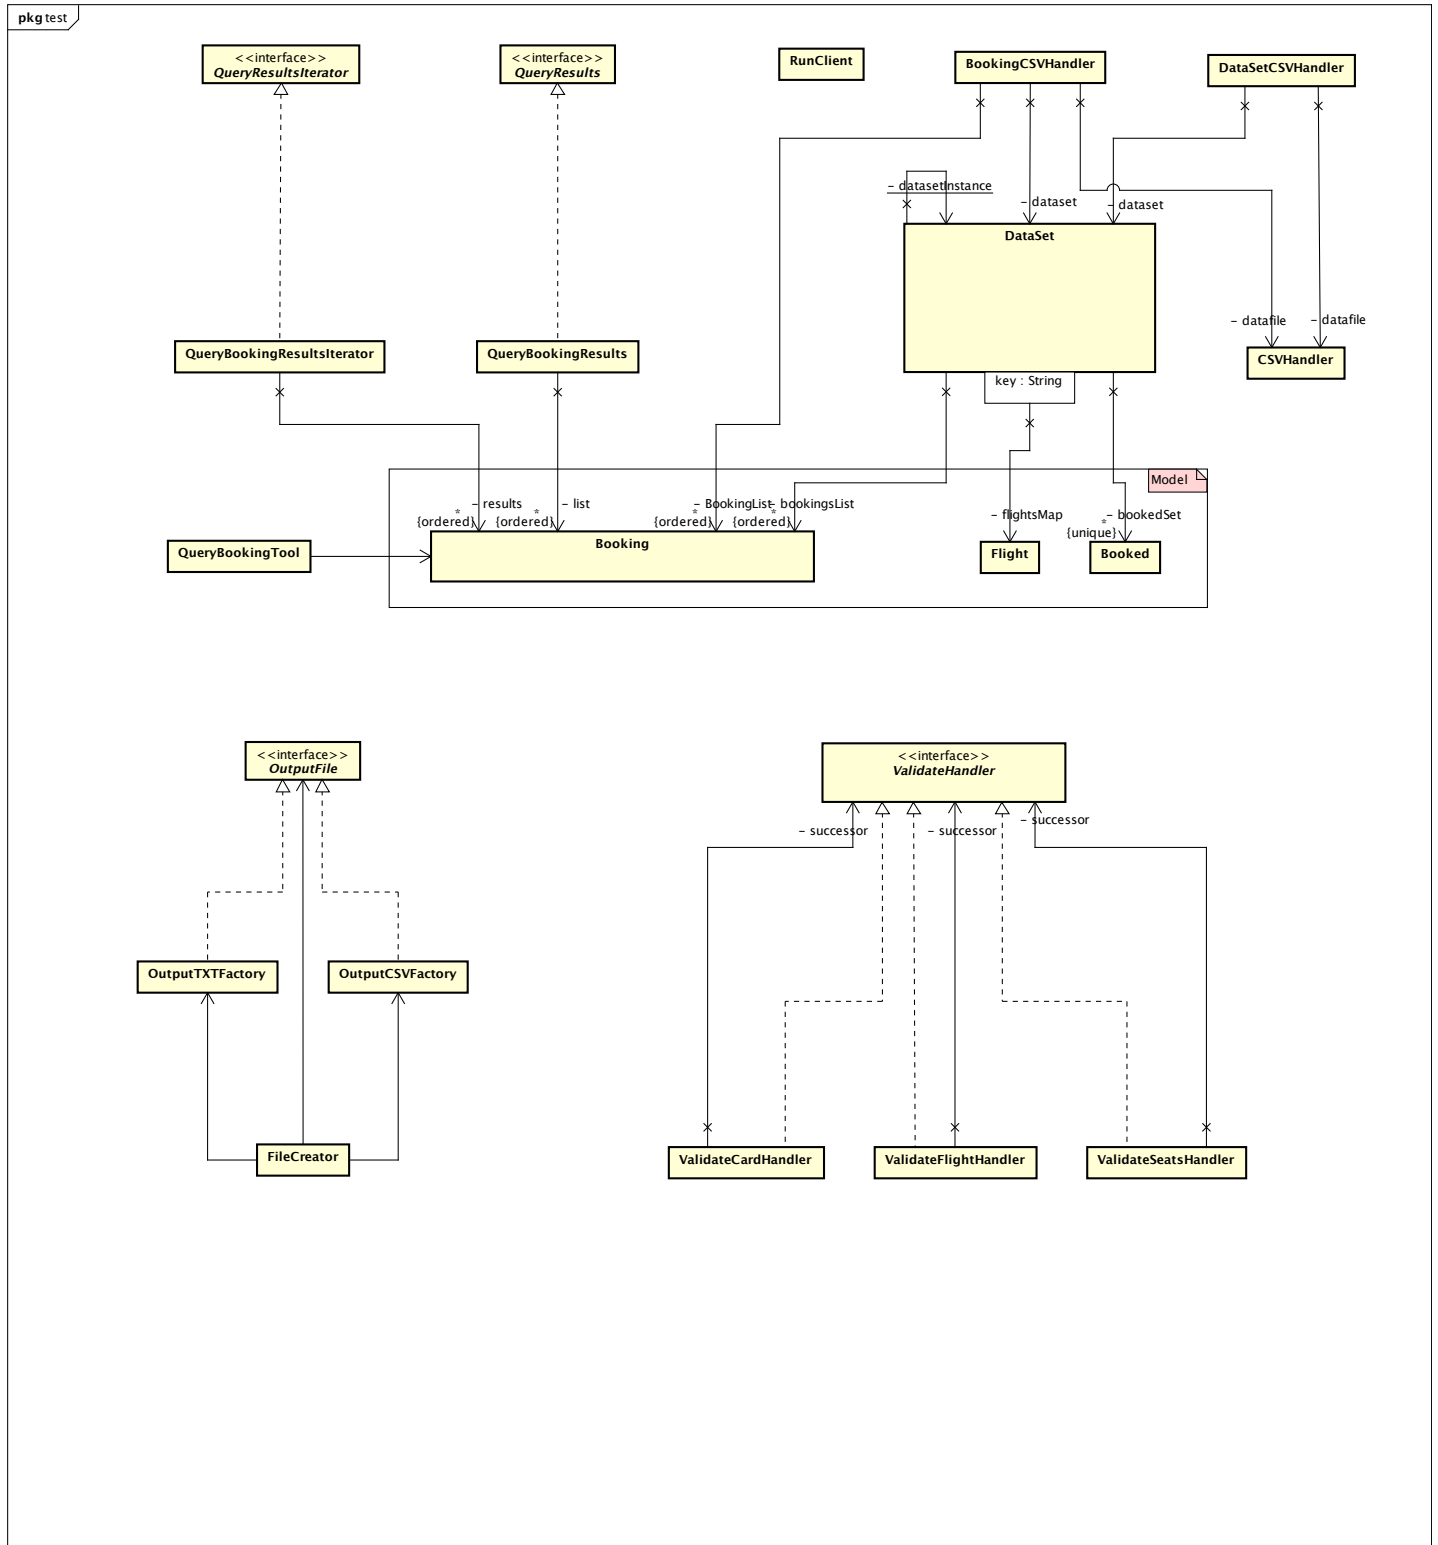 pkg test
<<interface>>
QueryResultsIterator
<<interface>>
QueryResults
RunClient
BookingCSVHandler
DataSetCSVHandler
- datasetInstance
- dataset
- dataset
DataSet
key : String
- datafile
- datafile
CSVHandler
QueryBookingResultsIterator
QueryBookingResults
Model
- results
*
{ordered}
- list
*
{ordered}
- BookingList
*
{ordered}
- bookingsList
*
{ordered}
- flightsMap
- bookedSet
*
{unique}
QueryBookingTool
Booking
Flight
Booked
<<interface>>
OutputFile
<<interface>>
ValidateHandler
- successor
- successor
- successor
OutputTXTFactory
OutputCSVFactory
FileCreator
ValidateCardHandler
ValidateFlightHandler
ValidateSeatsHandler